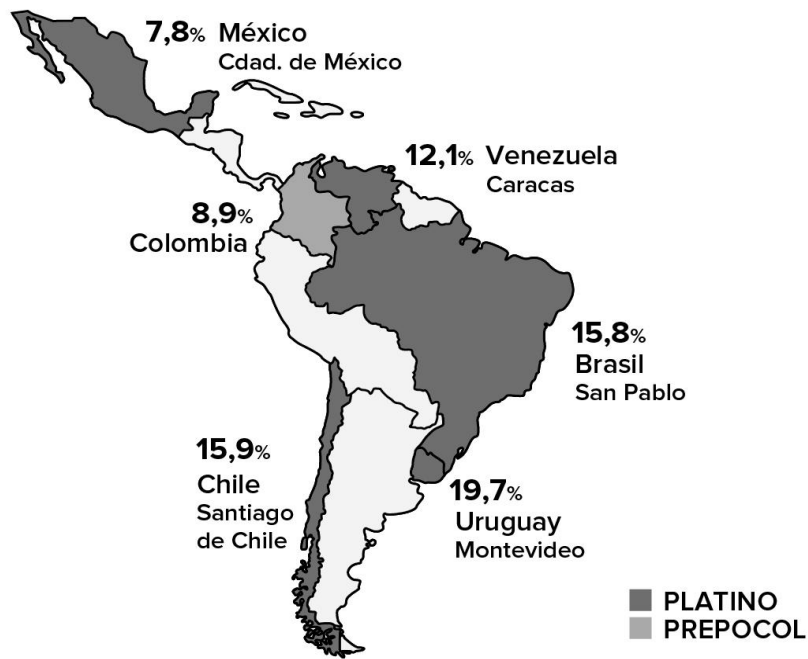 7,8% México
Cdad. de México
12,1% Venezuela
Caracas
8,9%
Colombia
15,8%
Brasil
San Pablo
15,9%
Chile
Santiago
de Chile
19,7%
Uruguay
Montevideo
PLATINO
PREPOCOL